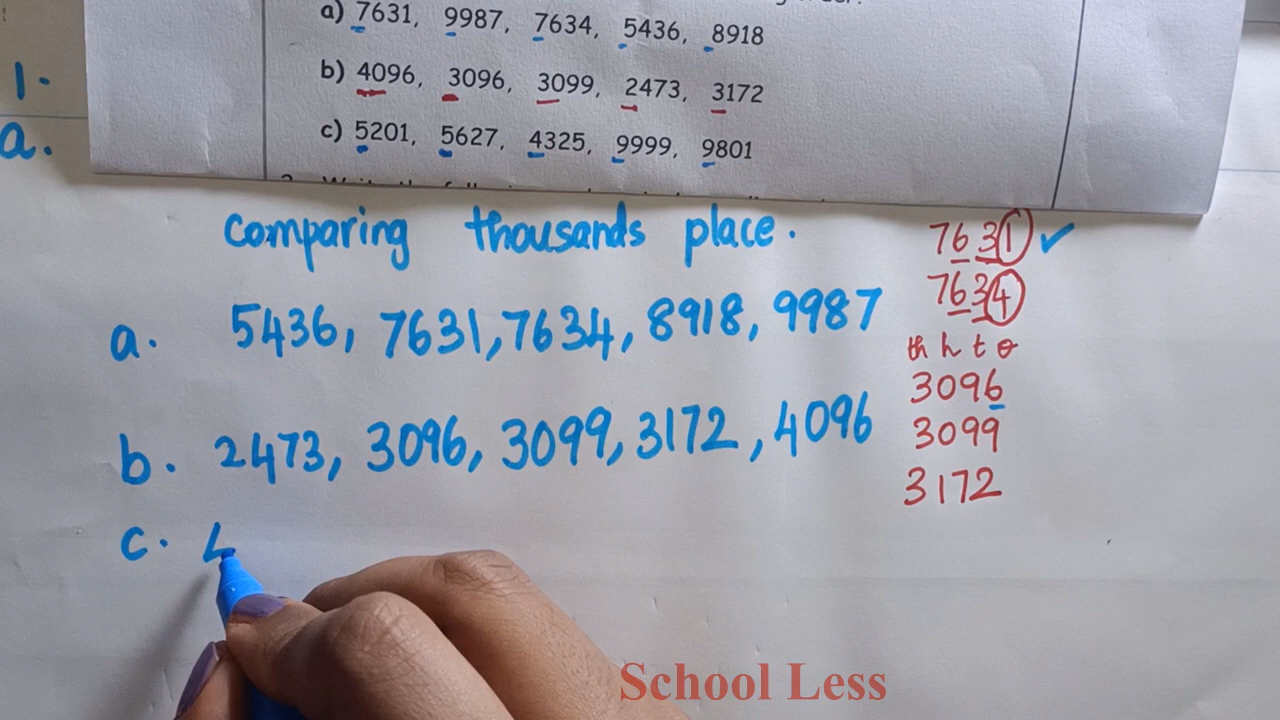 a) 7631, 9987, 7634, 5436, 8918
1.
b) 4096, 3096, 3099, 2473, 3172
a.
c) 5201, 5627, 4325, 9999, 9801
Comparing thousands place.
a. 5436, 7631, 7634, 8918, 9987
b. 2473, 3096, 3099, 3172, 4096
c.
7631 ✓
7634
th h t o
3096
3099
3172
School Less